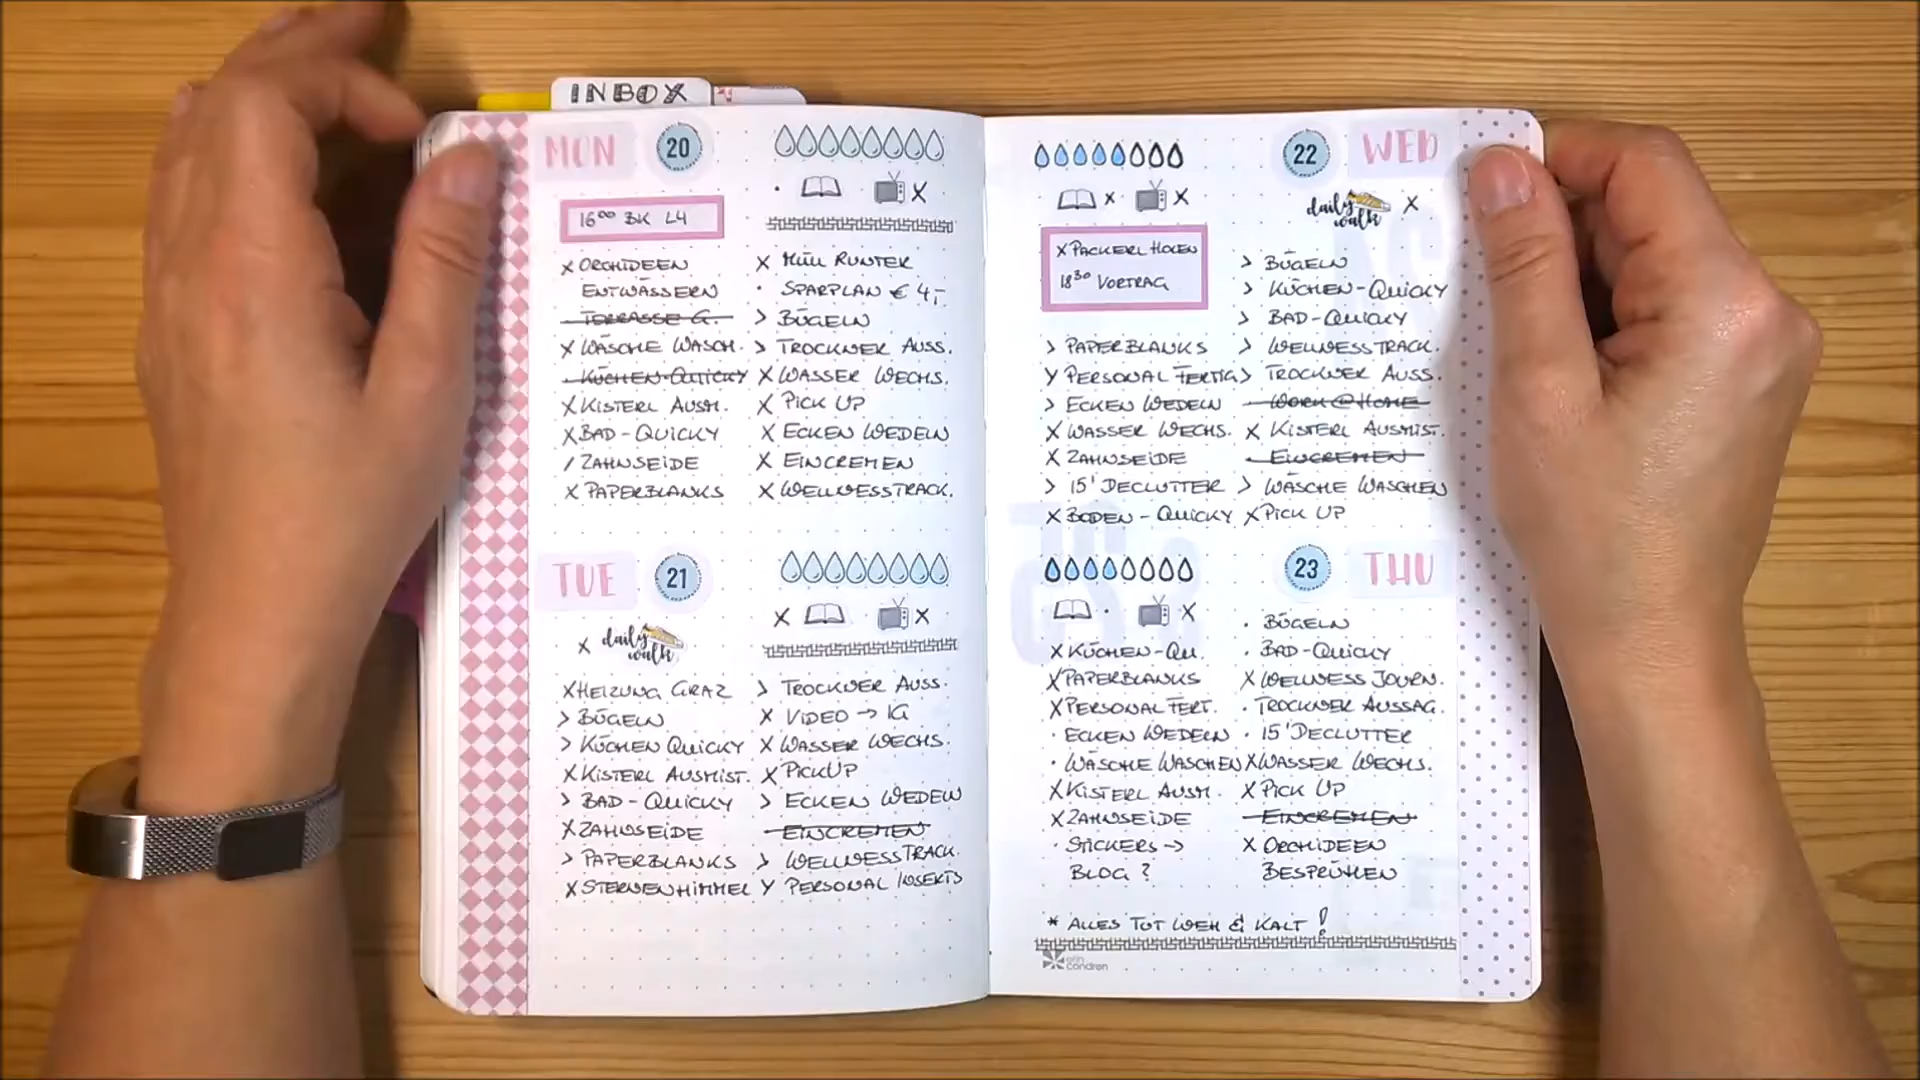 INBOX
MON 20
16⁰⁰ BK L4
x ORCHIDEEN
ENTWÄSSERN
TERRASSE G.
x WÄSCHE WASCH.
· KÜCHEN-QUICKY
x KISTERL AUSM.
x BAD-QUICKY
/ ZAHNSEIDE
x PAPERBLANKS
· x
x MÜLL RUNTER
· SPARPLAN € 4,-
> BÜGELN
> TROCKNER AUSS.
x WASSER WECHS.
x PICK UP
x ECKEN WEDELN
x EINCREMEN
x WELLNESSTRACK.
TUE 21
x daily walk
x HEIZUNG GRAZ
> BÜGELN
> KÜCHEN QUICKY
x KISTERL AUSMIST.
> BAD-QUICKY
x ZAHNSEIDE
> PAPERBLANKS
x STERNENHIMMEL
x x
> TROCKNER AUSS.
x VIDEO → IG
x WASSER WECHS.
x PICKUP
> ECKEN WEDELN
EINCREMEN
> WELLNESSTRACK.
Y PERSONAL INSERTS
22 WED
x x
daily walk x
x PACKERL HOLEN
18³⁰ VORTRAG
> PAPERBLANKS
Y PERSONAL FERTIG
> ECKEN WEDELN
x WASSER WECHS.
x ZAHNSEIDE
> 15' DECLUTTER
x BODEN-QUICKY
> BÜGELN
> KÜCHEN-QUICKY
> BAD-QUICKY
> WELLNESSTRACK.
> TROCKNER AUSS.
WORK@HOME
x KISTERL AUSMIST.
· EINCREMEN
> WÄSCHE WASCHEN
x PICK UP
23 THU
· x
x KÜCHEN-QU.
x PAPERBLANKS
x PERSONAL FERT.
· ECKEN WEDELN
· WÄSCHE WASCHEN
x KISTERL AUSM.
x ZAHNSEIDE
· STICKERS →
BLOG ?
· BÜGELN
· BAD-QUICKY
x WELLNESS JOURN.
· TROCKNER AUSSAG.
· 15' DECLUTTER
x WASSER WECHS.
x PICK UP
EINCREMEN
x ORCHIDEEN
BESPRÜHEN
* ALLES TUT WEH & KALT !
erin condren